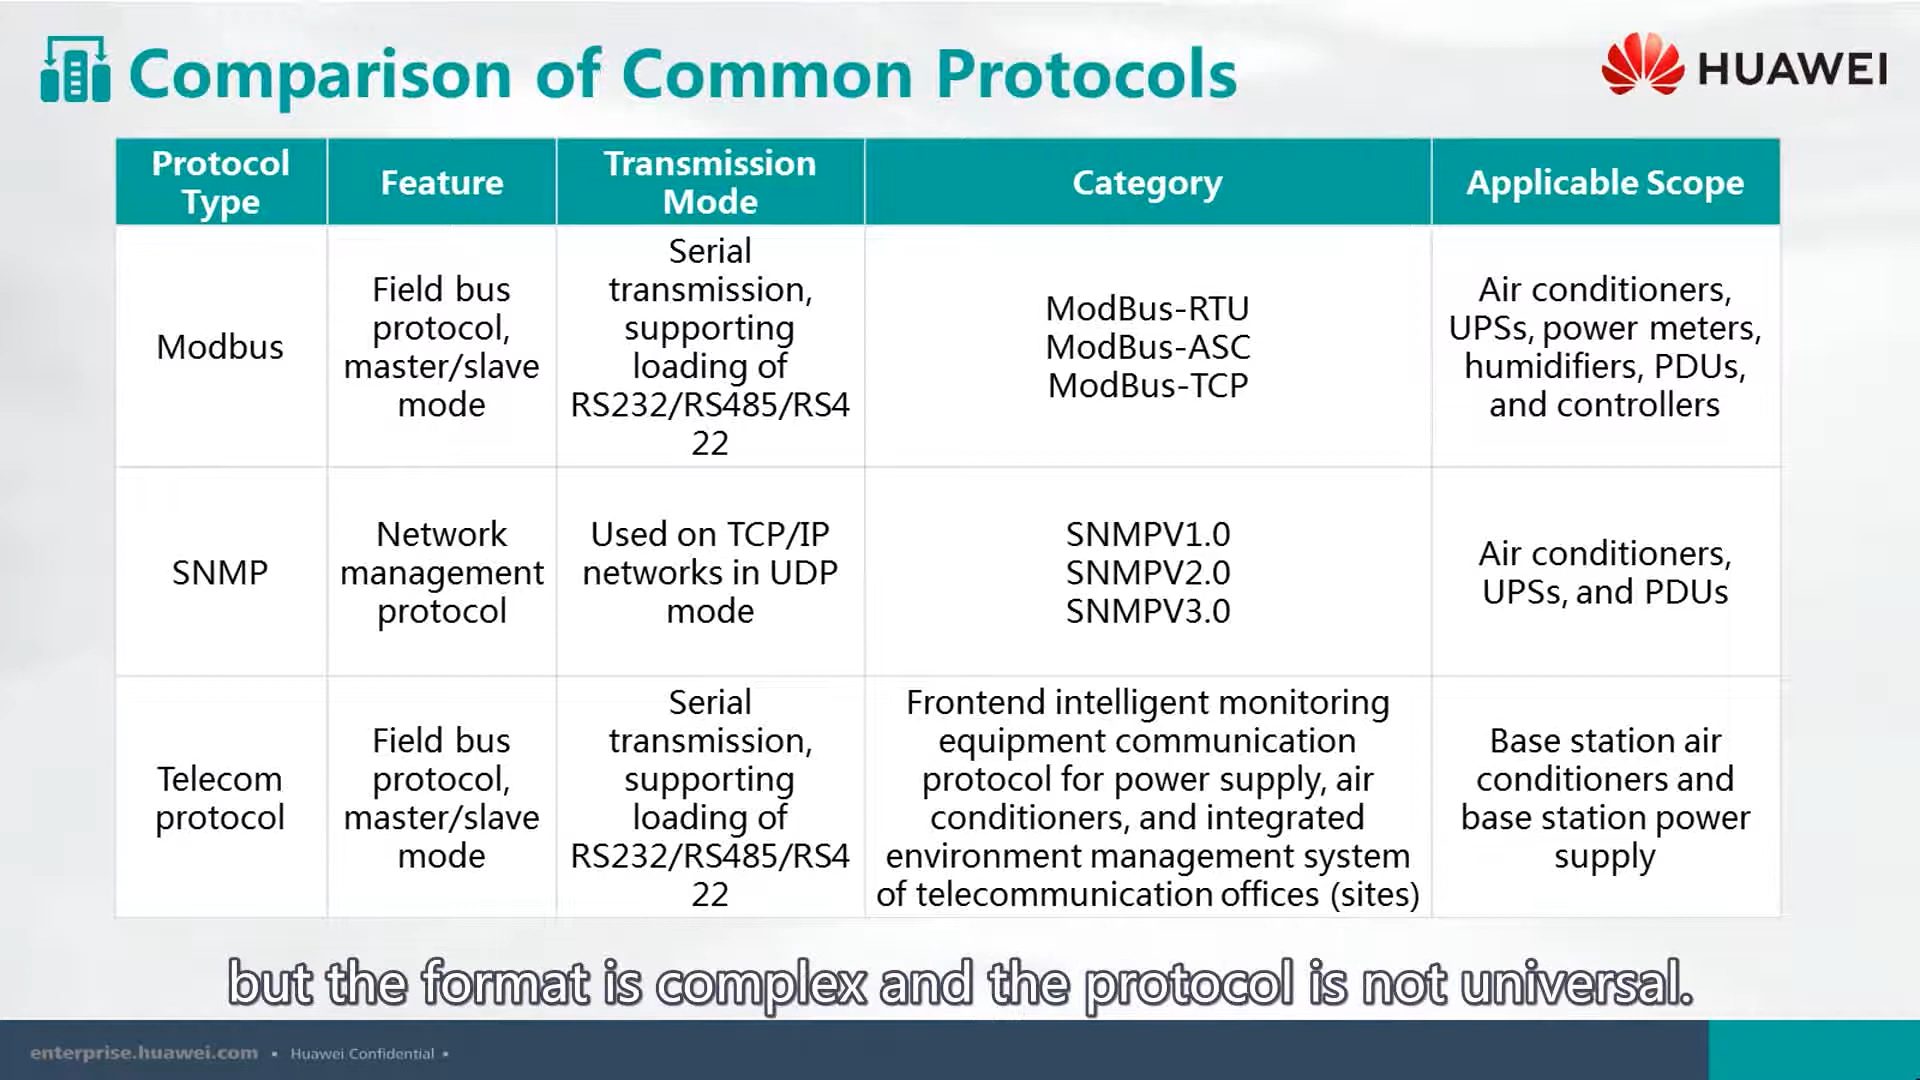 Comparison of Common Protocols
HUAWEI
Protocol
Type
Feature
Transmission
Mode
Category
Applicable Scope
Modbus
Field bus
protocol,
master/slave
mode
Serial
transmission,
supporting
loading of
RS232/RS485/RS4
22
ModBus-RTU
ModBus-ASC
ModBus-TCP
Air conditioners,
UPSs, power meters,
humidifiers, PDUs,
and controllers
SNMP
Network
management
protocol
Used on TCP/IP
networks in UDP
mode
SNMPV1.0
SNMPV2.0
SNMPV3.0
Air conditioners,
UPSs, and PDUs
Telecom
protocol
Field bus
protocol,
master/slave
mode
Serial
transmission,
supporting
loading of
RS232/RS485/RS4
22
Frontend intelligent monitoring
equipment communication
protocol for power supply, air
conditioners, and integrated
environment management system
of telecommunication offices (sites)
Base station air
conditioners and
base station power
supply
but the format is complex and the protocol is not universal.
enterprise.huawei.com ▪ Huawei Confidential ▪